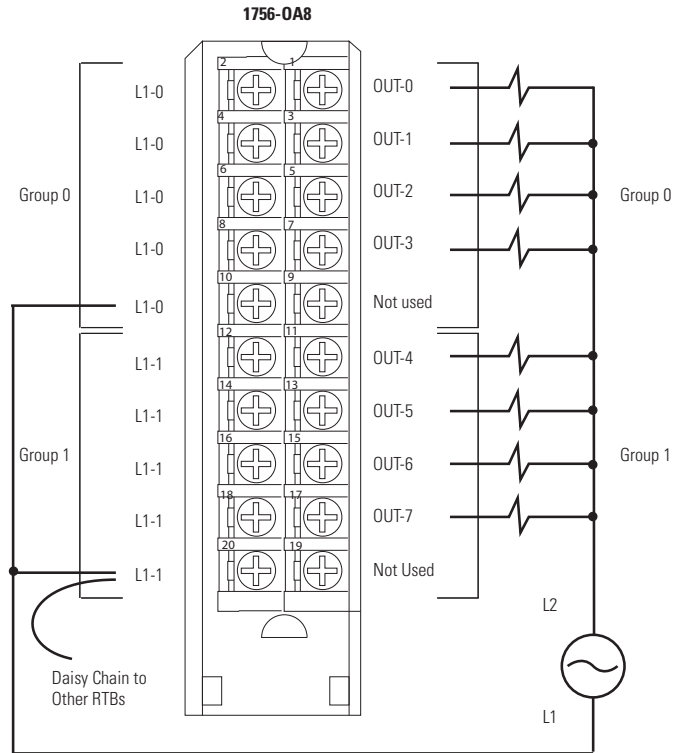 1756-OA8
2 1
L1-0 OUT-0
4 3
L1-0 OUT-1
6 5
Group 0 L1-0 OUT-2 Group 0
8 7
L1-0 OUT-3
10 9
L1-0 Not used
12 11
L1-1 OUT-4
14 13
L1-1 OUT-5
16 15
Group 1 L1-1 OUT-6 Group 1
18 17
L1-1 OUT-7
20 19
L1-1 Not Used
L2
Daisy Chain to
Other RTBs
L1